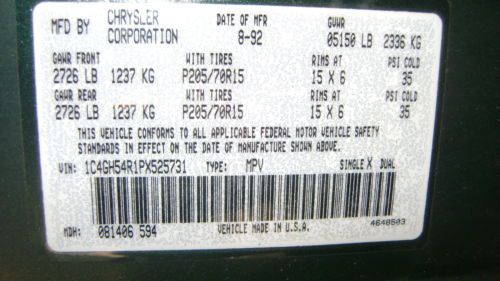 MFD BY CHRYSLER CORPORATION DATE OF MFR 8-92 GVWR 05150 LB 2336 KG
GAWR FRONT WITH TIRES RIMS AT PSI COLD
2726 LB 1237 KG P205/70R15 15 X 6 35
GAWR REAR WITH TIRES RIMS AT PSI COLD
2726 LB 1237 KG P205/70R15 15 X 6 35
THIS VEHICLE CONFORMS TO ALL APPLICABLE FEDERAL MOTOR VEHICLE SAFETY
STANDARDS IN EFFECT ON THE DATE OF MANUFACTURE SHOWN ABOVE.
VIN: 1C4GH54R1PX525731 TYPE: MPV SINGLE X DUAL
4648503
MDH: 081406 594 VEHICLE MADE IN U.S.A.